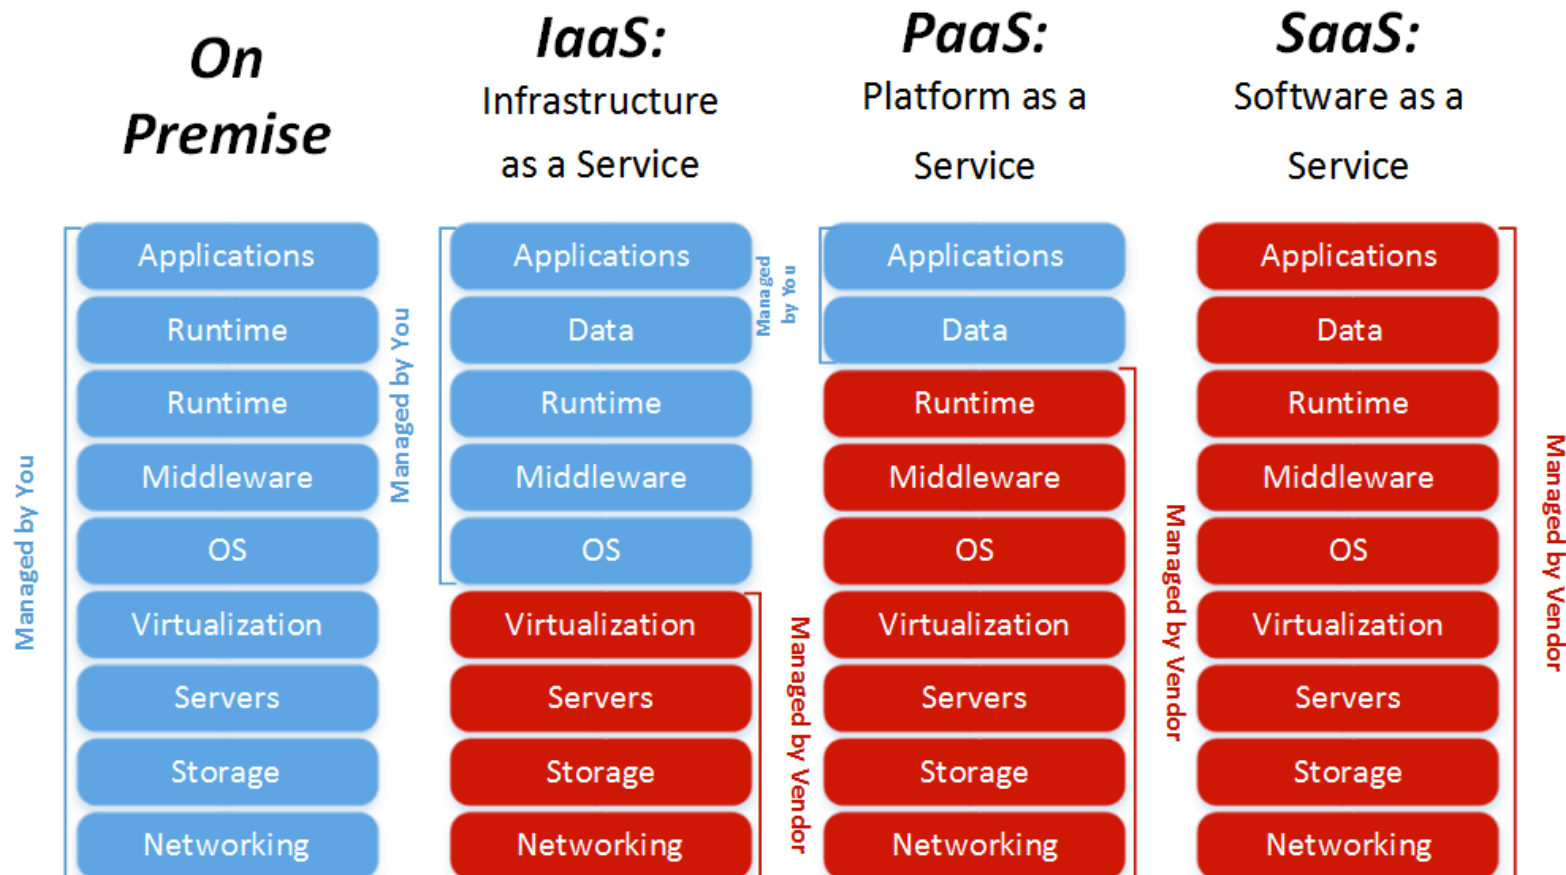 On
Premise
Managed by You
Applications
Runtime
Runtime
Middleware
OS
Virtualization
Servers
Storage
Networking
IaaS:
Infrastructure
as a Service
Managed by You
Applications
Data
Runtime
Middleware
OS
Virtualization
Servers
Storage
Networking
Managed by Vendor
PaaS:
Platform as a
Service
Managed
by You
Applications
Data
Runtime
Middleware
OS
Virtualization
Servers
Storage
Networking
Managed by Vendor
SaaS:
Software as a
Service
Applications
Data
Runtime
Middleware
OS
Virtualization
Servers
Storage
Networking
Managed by Vendor